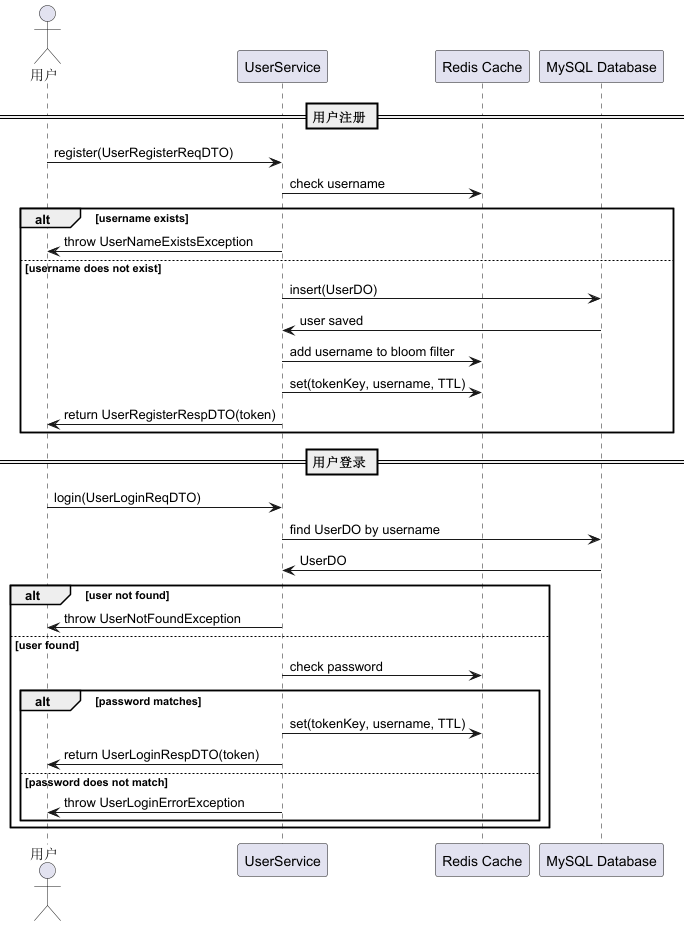 用户
UserService
Redis Cache
MySQL Database
用户注册
register(UserRegisterReqDTO)
check username
alt
[username exists]
throw UserNameExistsException
[username does not exist]
insert(UserDO)
user saved
add username to bloom filter
set(tokenKey, username, TTL)
return UserRegisterRespDTO(token)
用户登录
login(UserLoginReqDTO)
find UserDO by username
UserDO
alt
[user not found]
throw UserNotFoundException
[user found]
check password
alt
[password matches]
set(tokenKey, username, TTL)
return UserLoginRespDTO(token)
[password does not match]
throw UserLoginErrorException
用户
UserService
Redis Cache
MySQL Database